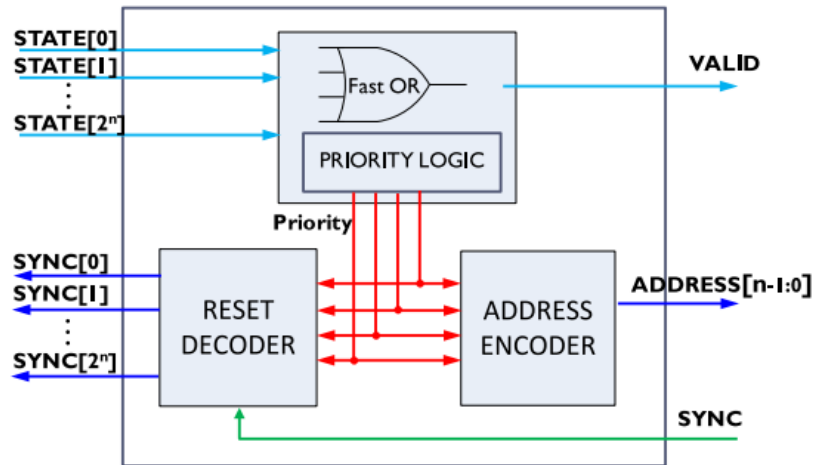 STATE[0]
STATE[1]
⋮
STATE[2ⁿ]
Fast OR
PRIORITY LOGIC
VALID
Priority
SYNC[0]
SYNC[1]
⋮
SYNC[2ⁿ]
RESET
DECODER
ADDRESS
ENCODER
ADDRESS[n-1:0]
SYNC